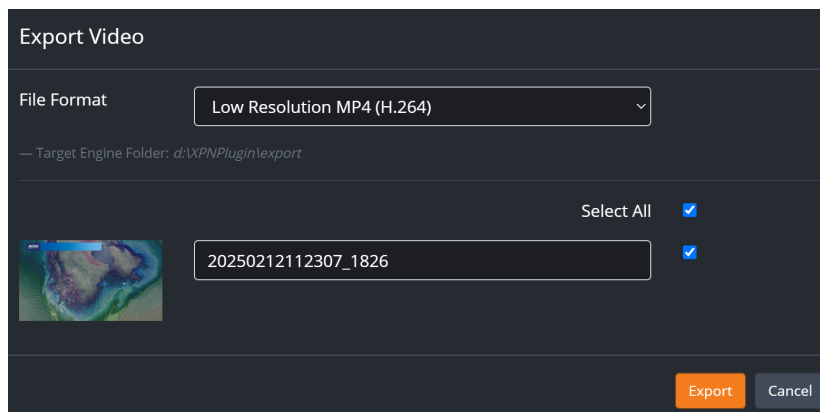 Export Video
File Format
Low Resolution MP4 (H.264)
— Target Engine Folder: d:\XPNPlugin\export
Select All
20250212112307_1826
Export
Cancel